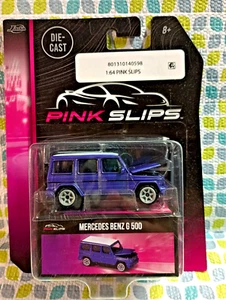 Jada
DIE-
CAST
8+
801310140598
1:64 PINK SLIPS
PINK SLIPS
MERCEDES BENZ G 500